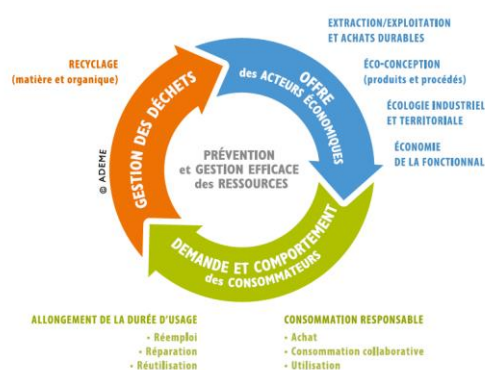 EXTRACTION/EXPLOITATION
ET ACHATS DURABLES
RECYCLAGE
(matière et organique)
ÉCO-CONCEPTION
(produits et procédés)
ÉCOLOGIE INDUSTRIEL
ET TERRITORIALE
ÉCONOMIE
DE LA FONCTIONNAL
OFFRE
des ACTEURS ÉCONOMIQUES
GESTION DES DÉCHETS
PRÉVENTION
et GESTION EFFICACE
des RESSOURCES
© ADEME
DEMANDE ET COMPORTEMENT
des CONSOMMATEURS
ALLONGEMENT DE LA DURÉE D'USAGE
• Réemploi
• Réparation
• Réutilisation
CONSOMMATION RESPONSABLE
• Achat
• Consommation collaborative
• Utilisation